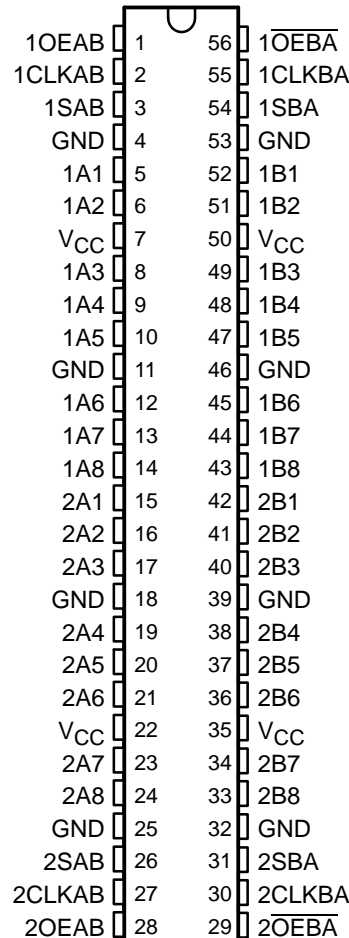 1OEAB 1 56 1O̅E̅B̅A̅
1CLKAB 2 55 1CLKBA
1SAB 3 54 1SBA
GND 4 53 GND
1A1 5 52 1B1
1A2 6 51 1B2
VCC 7 50 VCC
1A3 8 49 1B3
1A4 9 48 1B4
1A5 10 47 1B5
GND 11 46 GND
1A6 12 45 1B6
1A7 13 44 1B7
1A8 14 43 1B8
2A1 15 42 2B1
2A2 16 41 2B2
2A3 17 40 2B3
GND 18 39 GND
2A4 19 38 2B4
2A5 20 37 2B5
2A6 21 36 2B6
VCC 22 35 VCC
2A7 23 34 2B7
2A8 24 33 2B8
GND 25 32 GND
2SAB 26 31 2SBA
2CLKAB 27 30 2CLKBA
2OEAB 28 29 2O̅E̅B̅A̅